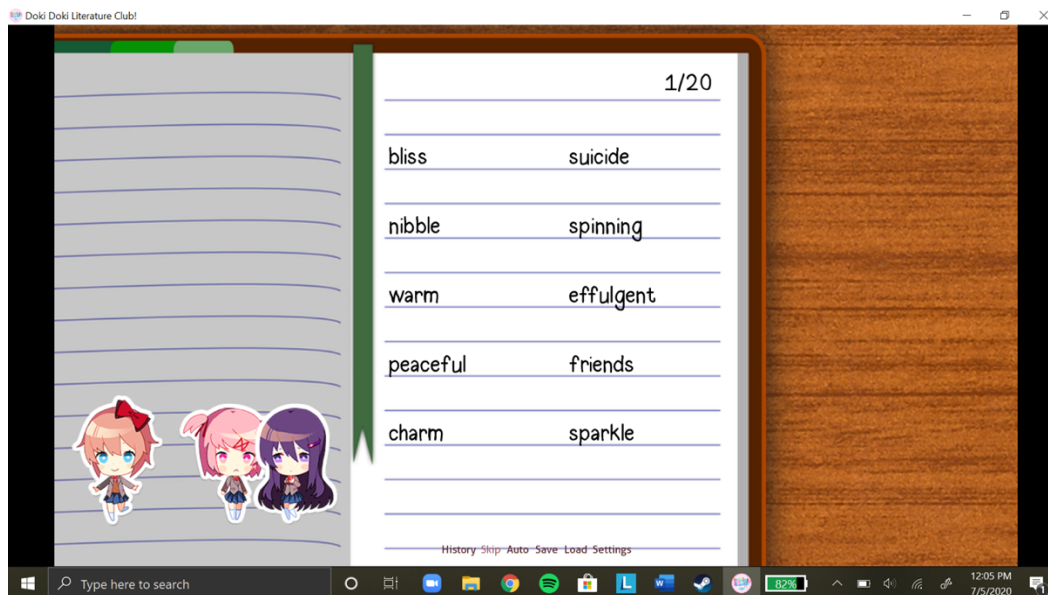 Doki Doki Literature Club!
1/20
bliss suicide
nibble spinning
warm effulgent
peaceful friends
charm sparkle
History Skip Auto Save Load Settings
Type here to search
L
W
82%
12:05 PM
7/5/2020
1